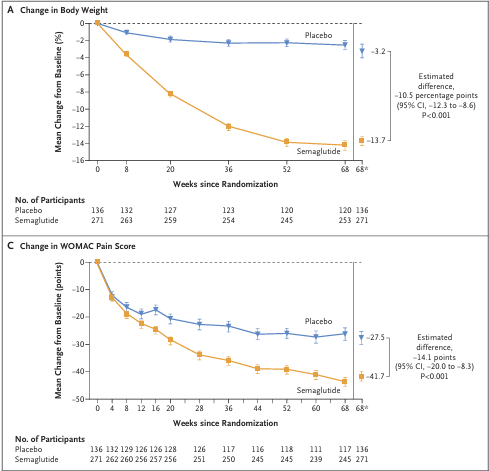 A Change in Body Weight
Mean Change from Baseline (%)
0
−2
−4
−6
−8
−10
−12
−14
−16
Placebo
Semaglutide
−3.2
−13.7
Estimated
difference,
−10.5 percentage points
(95% CI, −12.3 to −8.6)
P<0.001
0 8 20 36 52 68 68*
Weeks since Randomization
No. of Participants
Placebo 136 132 127 123 120 120 136
Semaglutide 271 263 259 254 245 253 271
C Change in WOMAC Pain Score
Mean Change from Baseline (points)
0
−10
−20
−30
−40
−50
Placebo
Semaglutide
−27.5
−41.7
Estimated
difference,
−14.1 points
(95% CI, −20.0 to −8.3)
P<0.001
0 4 8 12 16 20 28 36 44 52 60 68 68*
Weeks since Randomization
No. of Participants
Placebo 136 132 129 126 126 128 126 117 116 118 111 117 136
Semaglutide 271 262 260 256 257 256 251 250 245 245 239 245 271